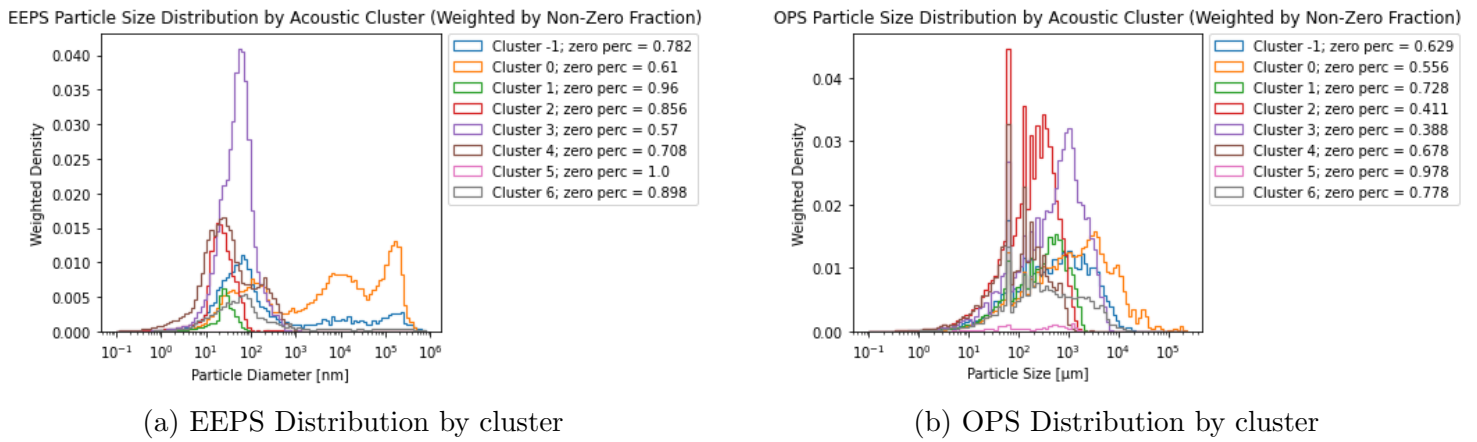 EEPS Particle Size Distribution by Acoustic Cluster (Weighted by Non-Zero Fraction)
0.040
0.035
0.030
0.025
0.020
0.015
0.010
0.005
0.000
Weighted Density
10⁻¹ 10⁰ 10¹ 10² 10³ 10⁴ 10⁵ 10⁶
Particle Diameter [nm]
Cluster -1; zero perc = 0.782
Cluster 0; zero perc = 0.61
Cluster 1; zero perc = 0.96
Cluster 2; zero perc = 0.856
Cluster 3; zero perc = 0.57
Cluster 4; zero perc = 0.708
Cluster 5; zero perc = 1.0
Cluster 6; zero perc = 0.898
(a) EEPS Distribution by cluster
OPS Particle Size Distribution by Acoustic Cluster (Weighted by Non-Zero Fraction)
0.04
0.03
0.02
0.01
0.00
Weighted Density
10⁻¹ 10⁰ 10¹ 10² 10³ 10⁴ 10⁵
Particle Size [μm]
Cluster -1; zero perc = 0.629
Cluster 0; zero perc = 0.556
Cluster 1; zero perc = 0.728
Cluster 2; zero perc = 0.411
Cluster 3; zero perc = 0.388
Cluster 4; zero perc = 0.678
Cluster 5; zero perc = 0.978
Cluster 6; zero perc = 0.778
(b) OPS Distribution by cluster